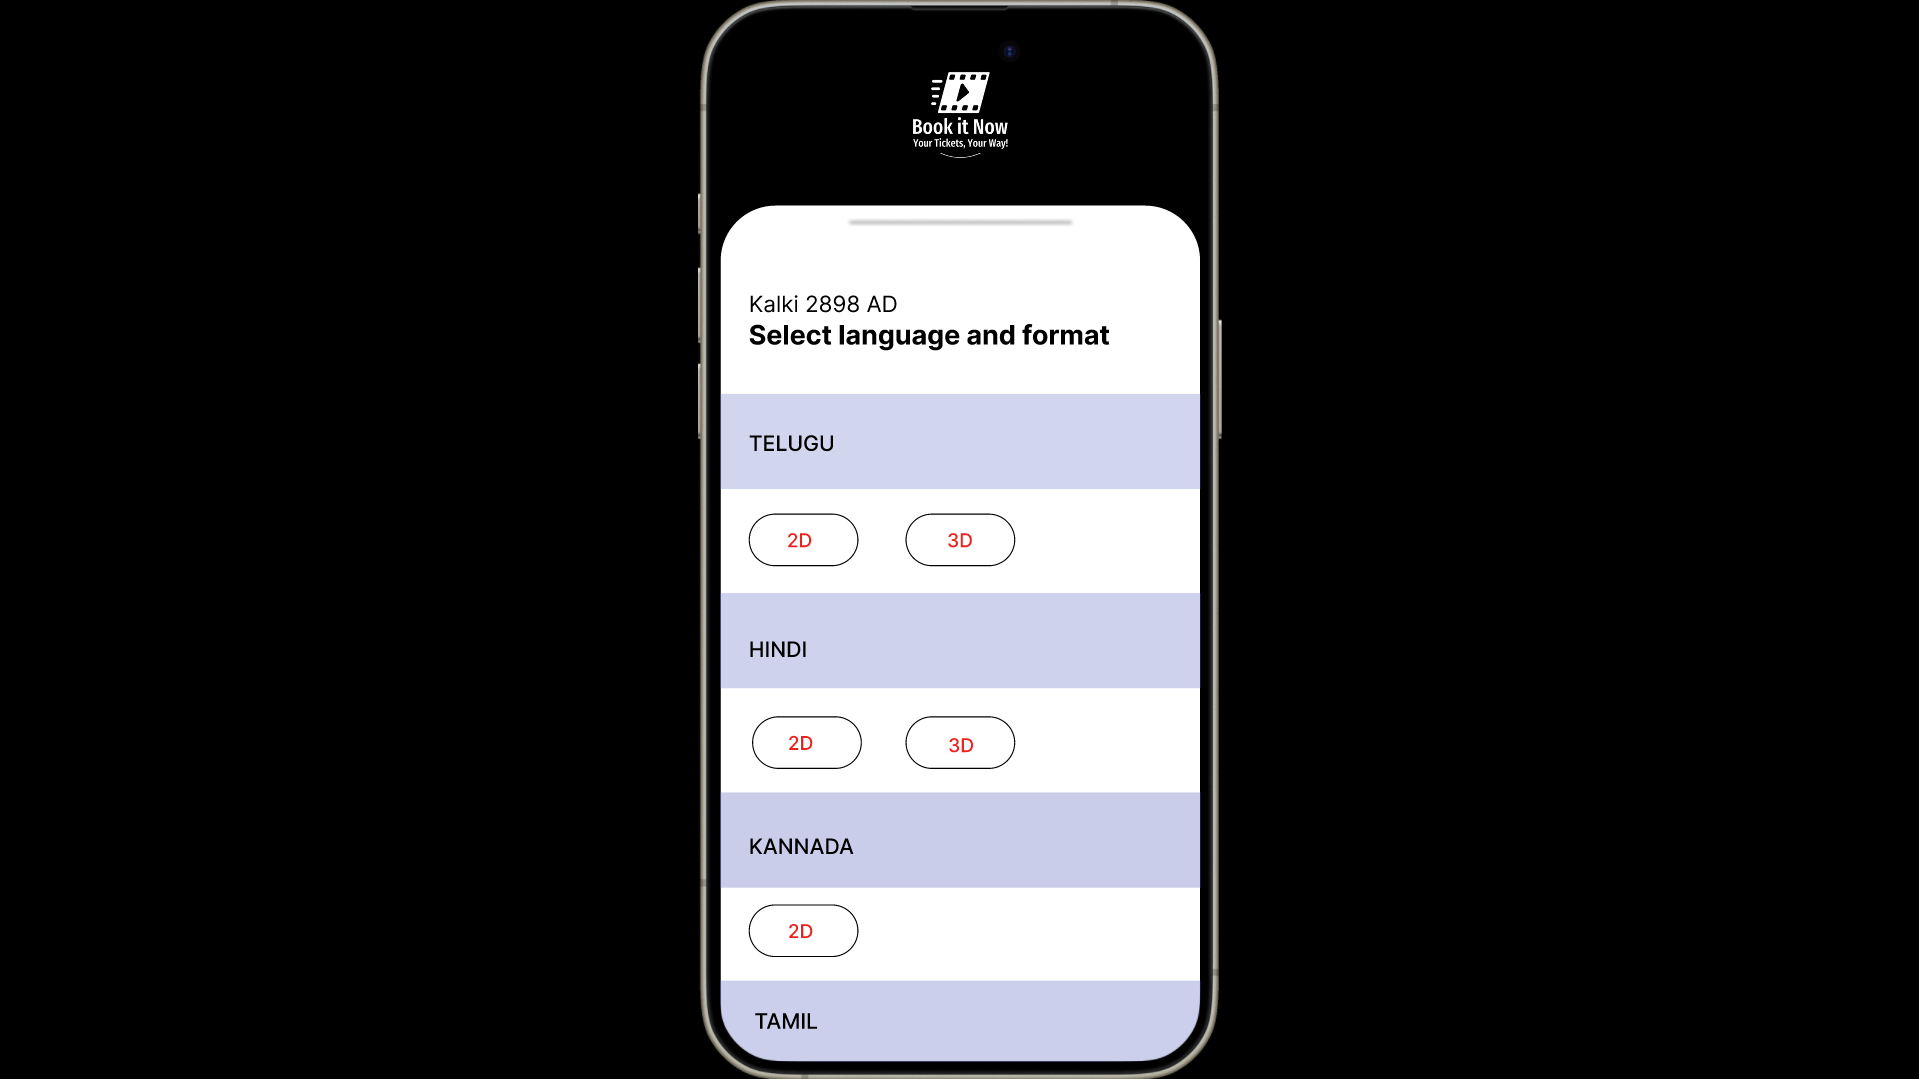 Book it Now
Your Tickets, Your Way!
Kalki 2898 AD
Select language and format
TELUGU
2D 3D
HINDI
2D 3D
KANNADA
2D
TAMIL